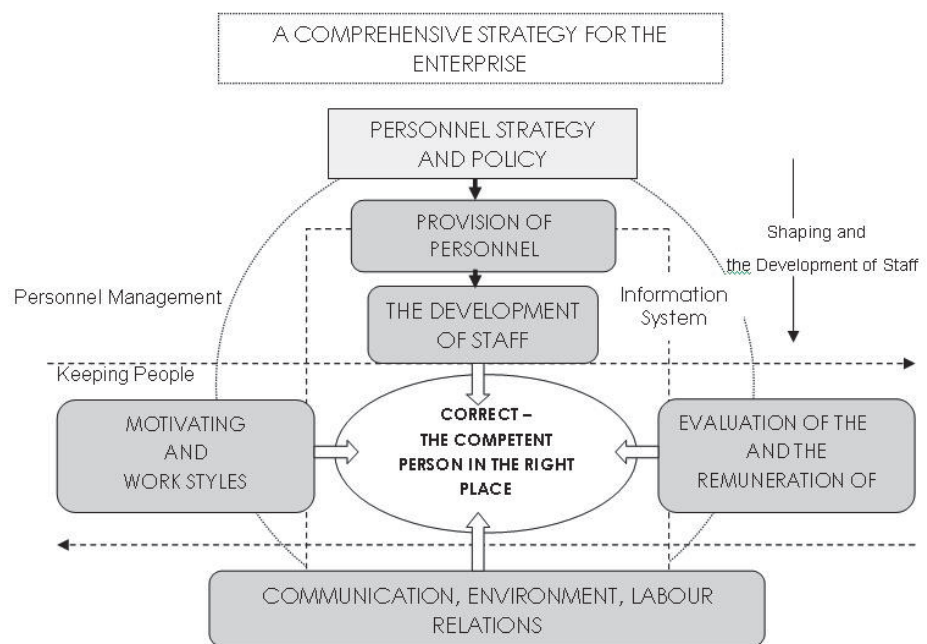 A COMPREHENSIVE STRATEGY FOR THE
ENTERPRISE
PERSONNEL STRATEGY
AND POLICY
PROVISION OF
PERSONNEL
Shaping and
the Development of Staff
Personnel Management
Information
System
THE DEVELOPMENT
OF STAFF
Keeping People
MOTIVATING
AND
WORK STYLES
CORRECT –
THE COMPETENT
PERSON IN THE RIGHT
PLACE
EVALUATION OF THE
AND THE
REMUNERATION OF
COMMUNICATION, ENVIRONMENT, LABOUR
RELATIONS